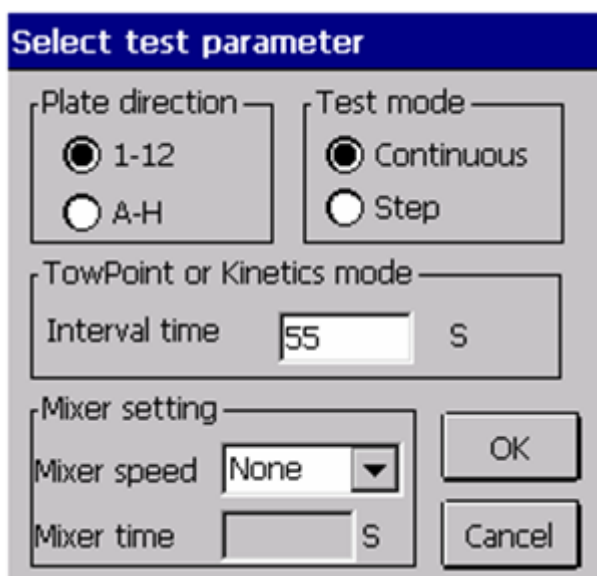 Select test parameter
Plate direction
1-12
A-H
Test mode
Continuous
Step
TowPoint or Kinetics mode
Interval time 55 S
Mixer setting
Mixer speed None
Mixer time S
OK
Cancel